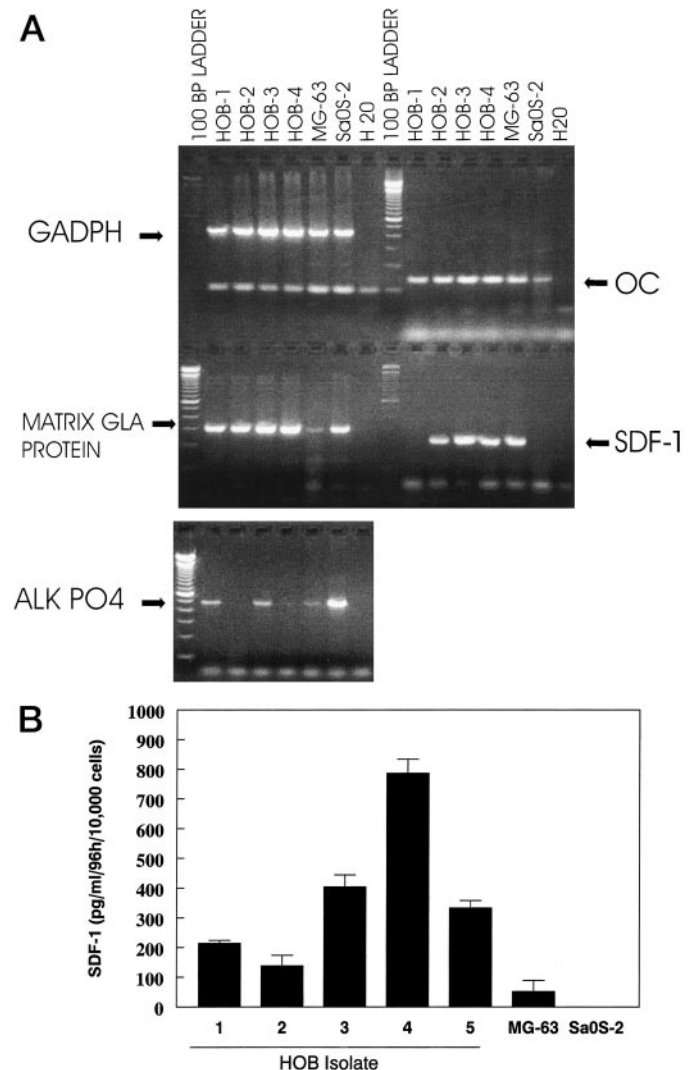 A
100 BP LADDER
HOB-1
HOB-2
HOB-3
HOB-4
MG-63
Sa0S-2
H 20
100 BP LADDER
HOB-1
HOB-2
HOB-3
HOB-4
MG-63
Sa0S-2
H20
GADPH
OC
MATRIX GLA
PROTEIN
SDF-1
ALK PO4
B
SDF-1 (pg/ml/96h/10,000 cells)
1000
900
800
700
600
500
400
300
200
100
0
1 2 3 4 5 MG-63 Sa0S-2
HOB Isolate